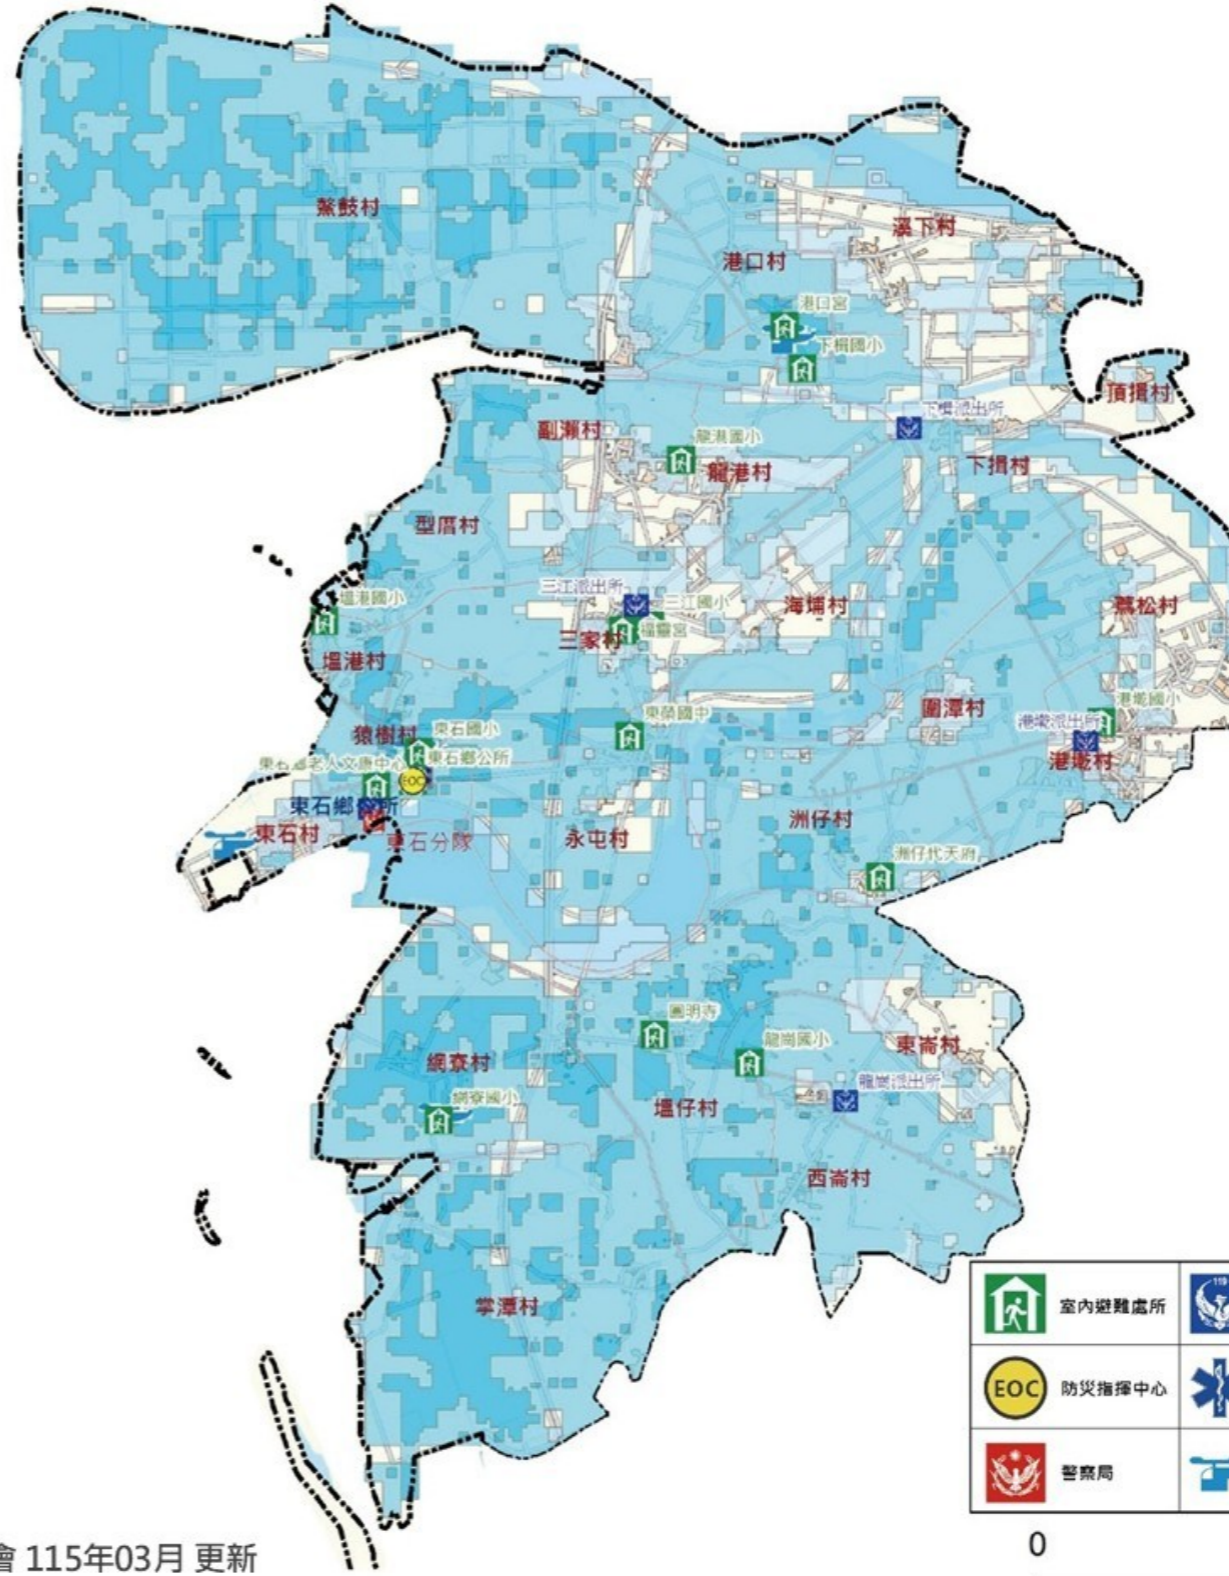 鰲鼓村
溪下村
港口村
港口宮
下楫國小
頂揖村
下楫派出所
副瀨村
龍港國小
龍港村
下揖村
型厝村
三江派出所
塭港國小
三江國小
海埔村
蔦松村
福靈宮
三家村
塭港村
港墘國小
圍潭村
東榮國中
港墘派出所
猿樹村
東石國小
東石鄉公所
港墘村
東石鄉老人文康中心
EOC
東石鄉 所
東石村
東石分隊
永屯村
洲仔村
洲仔代天府
圓明寺
龍崗國小
東崙村
網寮村
龍崗派出所
網寮國小
塭仔村
西崙村
掌潭村
室內避難處所
119
EOC
防災指揮中心
警察局
會 115年03月 更新
0